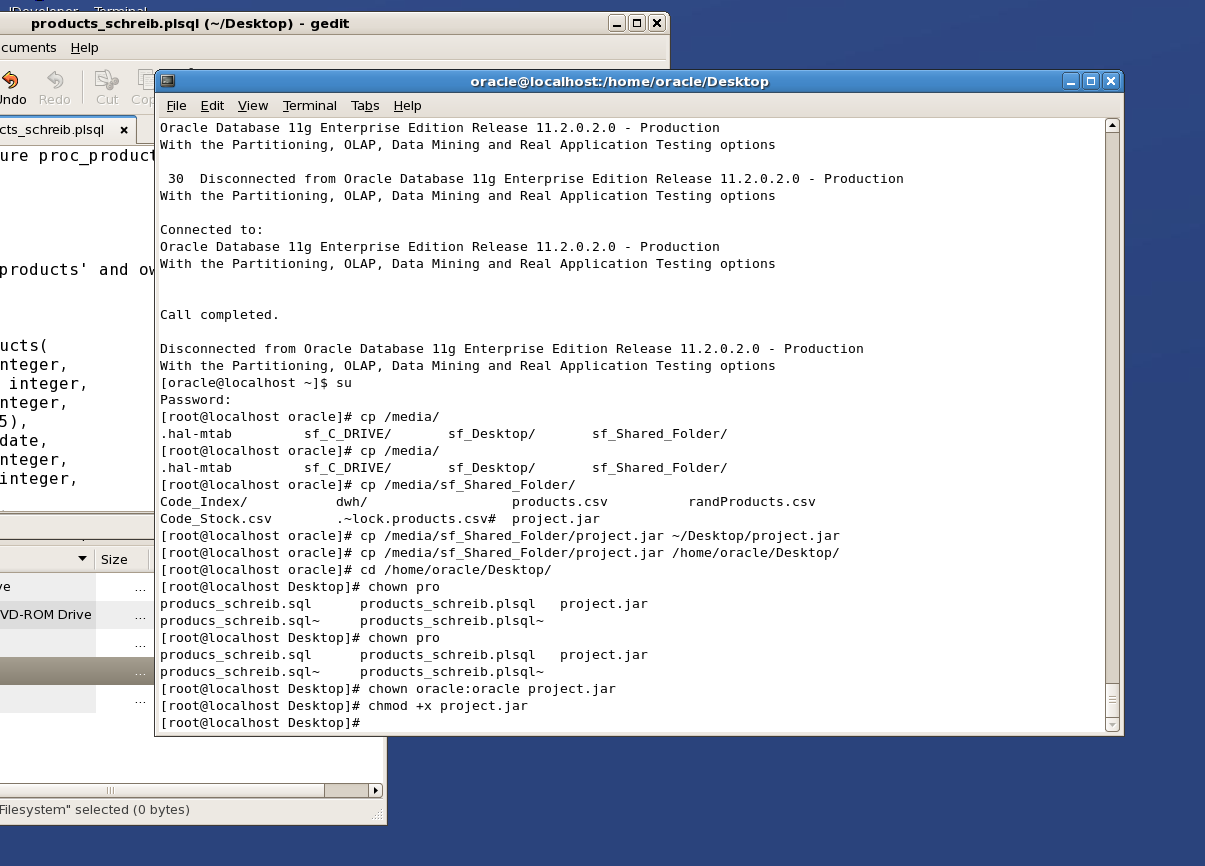 JDeveloper Terminal
products_schreib.plsql (~/Desktop) - gedit
cuments Help
Undo Redo Cut Cop
cts_schreib.plsql
ure proc_product
products' and ow
ucts(
nteger,
integer,
nteger,
5),
date,
nteger,
integer,
Size
ve ...
VD-ROM Drive ...
...
...
...
Filesystem" selected (0 bytes)
oracle@localhost:/home/oracle/Desktop
File Edit View Terminal Tabs Help
Oracle Database 11g Enterprise Edition Release 11.2.0.2.0 - Production
With the Partitioning, OLAP, Data Mining and Real Application Testing options
30  Disconnected from Oracle Database 11g Enterprise Edition Release 11.2.0.2.0 - Production
With the Partitioning, OLAP, Data Mining and Real Application Testing options
Connected to:
Oracle Database 11g Enterprise Edition Release 11.2.0.2.0 - Production
With the Partitioning, OLAP, Data Mining and Real Application Testing options
Call completed.
Disconnected from Oracle Database 11g Enterprise Edition Release 11.2.0.2.0 - Production
With the Partitioning, OLAP, Data Mining and Real Application Testing options
[oracle@localhost ~]$ su
Password:
[root@localhost oracle]# cp /media/
.hal-mtab sf_C_DRIVE/ sf_Desktop/ sf_Shared_Folder/
[root@localhost oracle]# cp /media/
.hal-mtab sf_C_DRIVE/ sf_Desktop/ sf_Shared_Folder/
[root@localhost oracle]# cp /media/sf_Shared_Folder/
Code_Index/ dwh/ products.csv randProducts.csv
Code_Stock.csv .~lock.products.csv# project.jar
[root@localhost oracle]# cp /media/sf_Shared_Folder/project.jar ~/Desktop/project.jar
[root@localhost oracle]# cp /media/sf_Shared_Folder/project.jar /home/oracle/Desktop/
[root@localhost oracle]# cd /home/oracle/Desktop/
[root@localhost Desktop]# chown pro
producs_schreib.sql products_schreib.plsql project.jar
producs_schreib.sql~ products_schreib.plsql~
[root@localhost Desktop]# chown pro
producs_schreib.sql products_schreib.plsql project.jar
producs_schreib.sql~ products_schreib.plsql~
[root@localhost Desktop]# chown oracle:oracle project.jar
[root@localhost Desktop]# chmod +x project.jar
[root@localhost Desktop]#